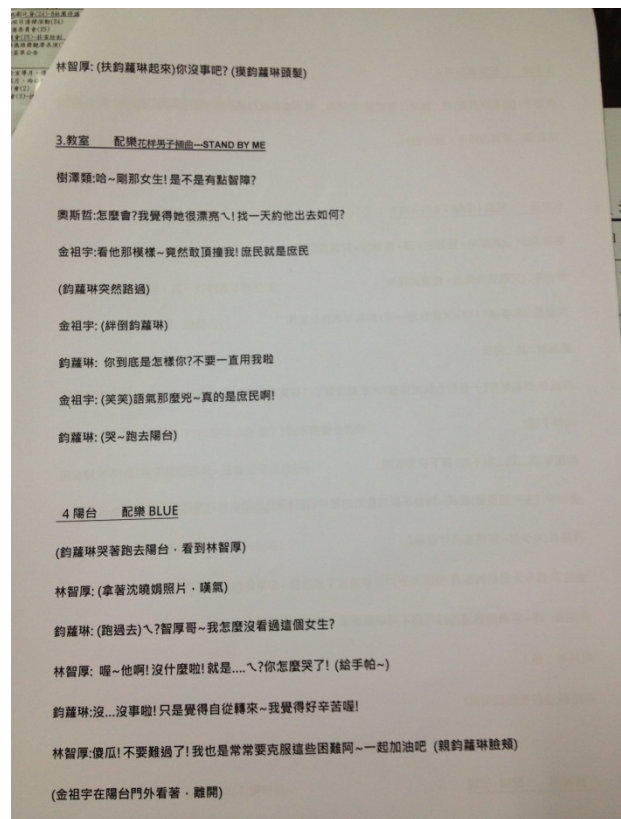 林智厚: (扶鈞蘿琳起來)你沒事吧? (摸鈞蘿琳頭髮)
3.教室 配樂花样男子插曲---STAND BY ME
樹澤類:哈~剛那女生!是不是有點智障?
奧斯哲:怎麼會?我覺得她很漂亮ㄟ!找一天約他出去如何?
金祖宇:看他那模樣~竟然敢頂撞我!庶民就是庶民
(鈞蘿琳突然路過)
金祖宇: (絆倒鈞蘿琳)
鈞蘿琳: 你到底是怎樣你?不要一直用我啦
金祖宇: (笑笑)語氣那麼兇~真的是庶民啊!
鈞蘿琳: (哭~跑去陽台)
4 陽台 配樂 BLUE
(鈞蘿琳哭著跑去陽台，看到林智厚)
林智厚: (拿著沈曉娟照片，嘆氣)
鈞蘿琳: (跑過去)ㄟ?智厚哥~我怎麼沒看過這個女生?
林智厚: 喔~他啊!沒什麼啦!就是....ㄟ?你怎麼哭了! (給手帕~)
鈞蘿琳:沒...沒事啦!只是覺得自從轉來~我覺得好辛苦喔!
林智厚:傻瓜!不要難過了!我也是常常要克服這些困難阿~一起加油吧 (親鈞蘿琳臉頰)
(金祖宇在陽台門外看著，離開)